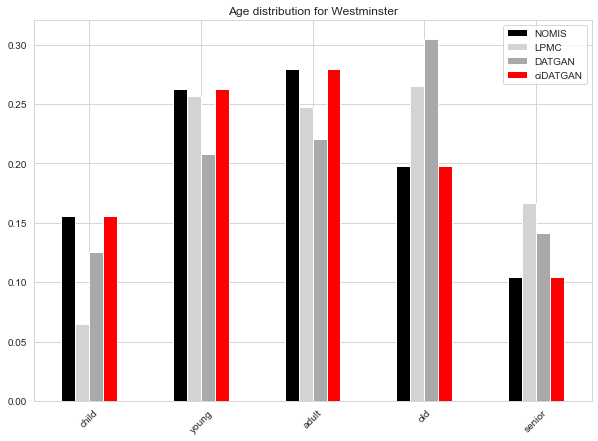 Age distribution for Westminster
NOMIS
LPMC
DATGAN
ciDATGAN
0.30
0.25
0.20
0.15
0.10
0.05
0.00
child
young
adult
old
senior